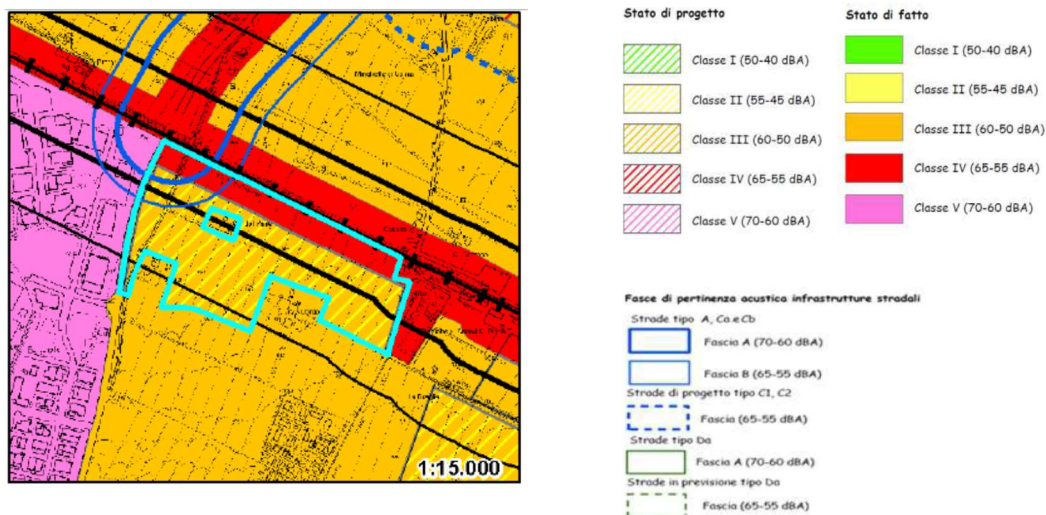 1:15.000
Stato di progetto
Classe I (50-40 dBA)
Classe II (55-45 dBA)
Classe III (60-50 dBA)
Classe IV (65-55 dBA)
Classe V (70-60 dBA)
Stato di fatto
Classe I (50-40 dBA)
Classe II (55-45 dBA)
Classe III (60-50 dBA)
Classe IV (65-55 dBA)
Classe V (70-60 dBA)
Fasce di pertinenza acustica infrastrutture stradali
Strade tipo A, Ca e Cb
Fascia A (70-60 dBA)
Fascia B (65-55 dBA)
Strade di progetto tipo C1, C2
Fascia (65-55 dBA)
Strade tipo Da
Fascia A (70-60 dBA)
Strade in previsione tipo Da
Fascia (65-55 dBA)